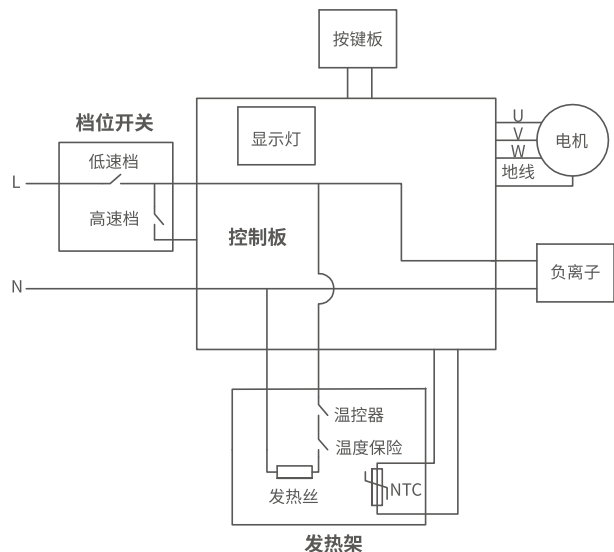 按键板
档位开关
显示灯
U
V
W
地线
电机
低速档
L
高速档
控制板
N
负离子
温控器
温度保险
发热丝
NTC
发热架